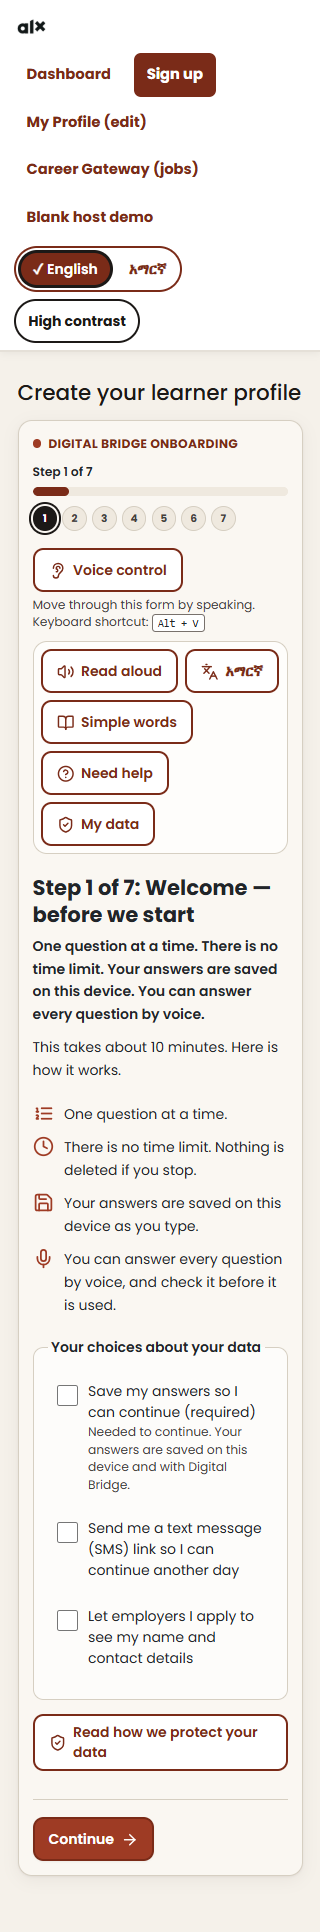 alx
Dashboard
Sign up
My Profile (edit)
Career Gateway (jobs)
Blank host demo
✓ English
አማርኛ
High contrast
Create your learner profile
DIGITAL BRIDGE ONBOARDING
Step 1 of 7
1 2 3 4 5 6 7
Voice control
Move through this form by speaking.
Keyboard shortcut: Alt + V
Read aloud
አማርኛ
Simple words
Need help
My data
Step 1 of 7: Welcome —
before we start
One question at a time. There is no
time limit. Your answers are saved
on this device. You can answer
every question by voice.
This takes about 10 minutes. Here is
how it works.
One question at a time.
There is no time limit. Nothing is
deleted if you stop.
Your answers are saved on this
device as you type.
You can answer every question
by voice, and check it before it
is used.
Your choices about your data
Save my answers so I
can continue (required)
Needed to continue. Your
answers are saved on this
device and with Digital
Bridge.
Send me a text message
(SMS) link so I can
continue another day
Let employers I apply to
see my name and
contact details
Read how we protect your
data
Continue →